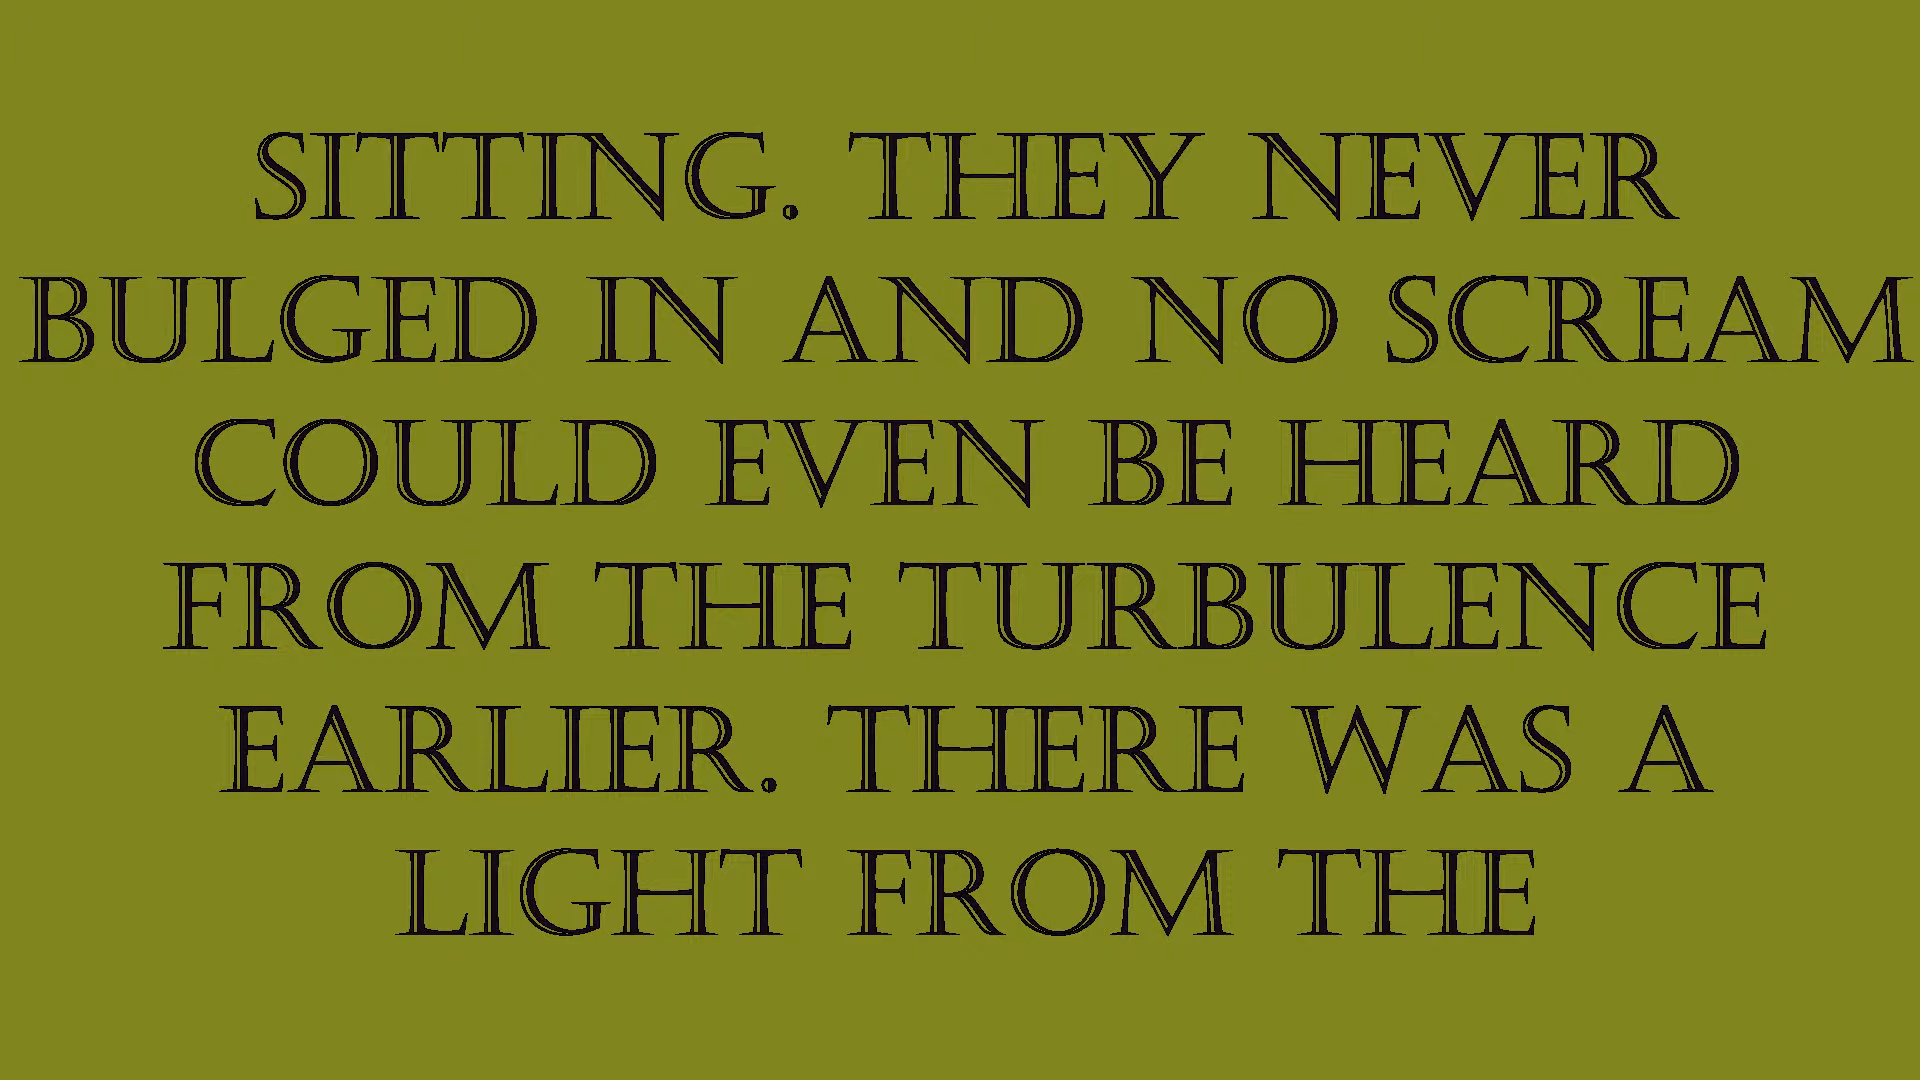 SITTING. THEY NEVER
BULGED IN AND NO SCREAM
COULD EVEN BE HEARD
FROM THE TURBULENCE
EARLIER. THERE WAS A
LIGHT FROM THE